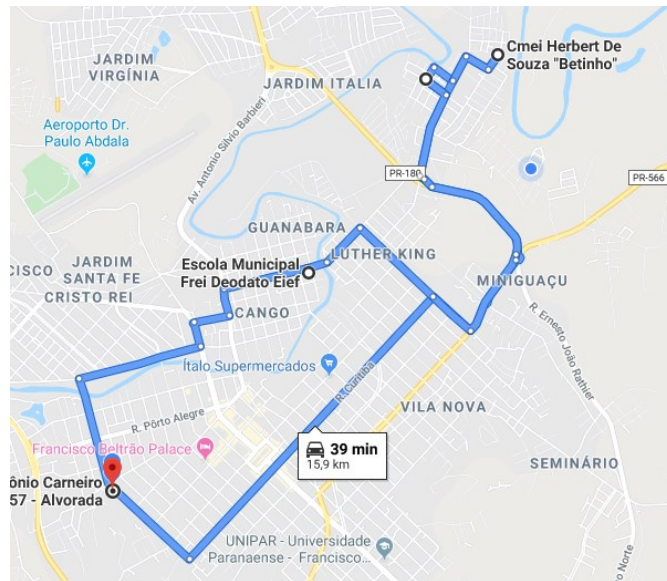 JARDIM
VIRGÍNIA
Cmei Herbert De
Souza "Betinho"
JARDIM ITALIA
Aeroporto Dr.
Paulo Abdala
Av. Antonio Silvio Barbieri
PR-180
PR-566
GUANABARA
LUTHER KING
Escola Municipal
Frei Deodato Eief
JARDIM
SANTA FE
CISCO
CRISTO REI
MINIGUAÇU
CANGO
R. Ernesto João Rathier
Ítalo Supermercados
R. Curitiba
R. Pôrto Alegre
VILA NOVA
Francisco Beltrão Palace
39 min
15,9 km
SEMINÁRIO
ônio Carneiro
57 - Alvorada
UNIPAR - Universidade
Paranaense - Francisco...
o Norte